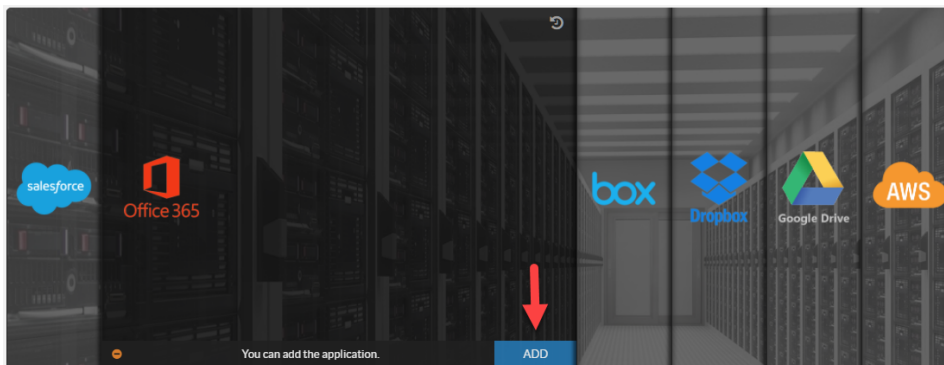 salesforce
Office 365
box
Dropbox
Google Drive
AWS
You can add the application.
ADD